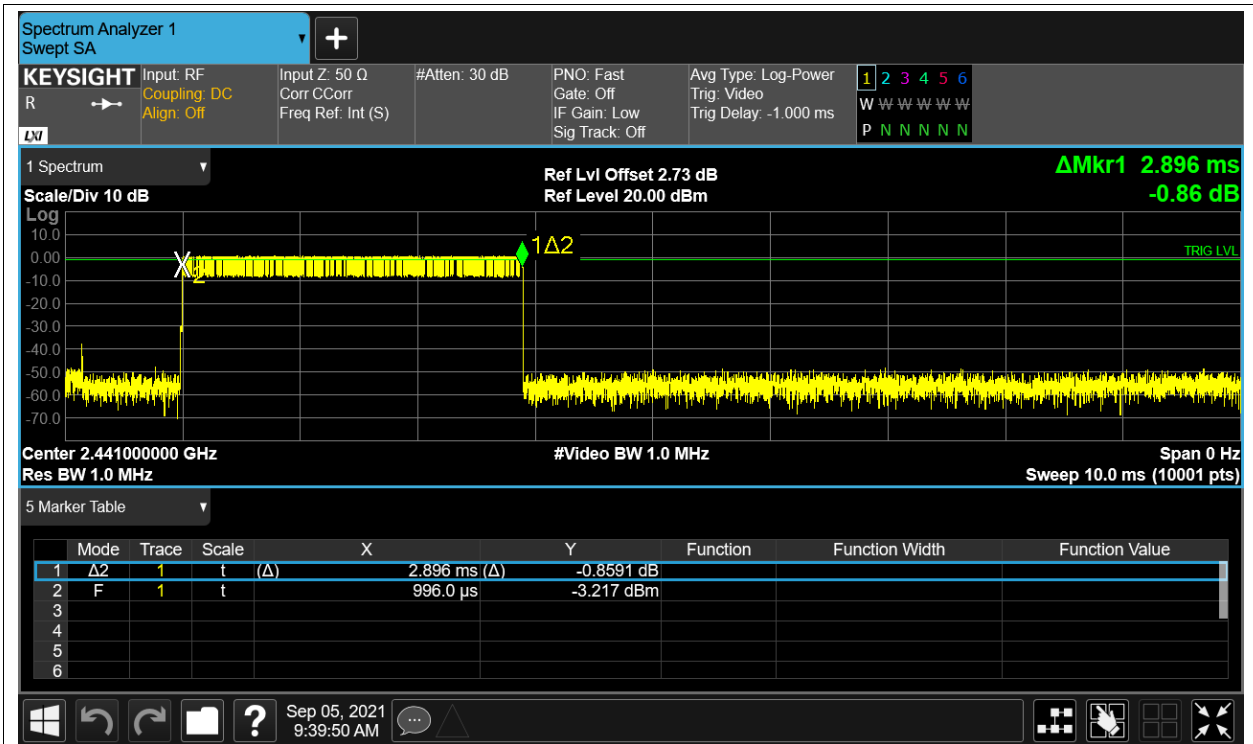 Spectrum Analyzer 1
Swept SA
KEYSIGHT Input: RF Input Z: 50 Ω #Atten: 30 dB PNO: Fast Avg Type: Log-Power 1 2 3 4 5 6
R Coupling: DC Corr CCorr Gate: Off Trig: Video W W W W W W
Align: Off Freq Ref: Int (S) IF Gain: Low Trig Delay: -1.000 ms
LXI Sig Track: Off P N N N N N
1 Spectrum Ref Lvl Offset 2.73 dB ΔMkr1 2.896 ms
Scale/Div 10 dB Ref Level 20.00 dBm -0.86 dB
Log
10.0 1Δ2
0.00 X TRIG LVL
-10.0 2
-20.0
-30.0
-40.0
-50.0
-60.0
-70.0
Center 2.441000000 GHz #Video BW 1.0 MHz Span 0 Hz
Res BW 1.0 MHz Sweep 10.0 ms (10001 pts)
5 Marker Table
Mode Trace Scale X Y Function Function Width Function Value
1 Δ2 1 t (Δ) 2.896 ms (Δ) -0.8591 dB
2 F 1 t 996.0 µs -3.217 dBm
3
4
5
6
? Sep 05, 2021
9:39:50 AM